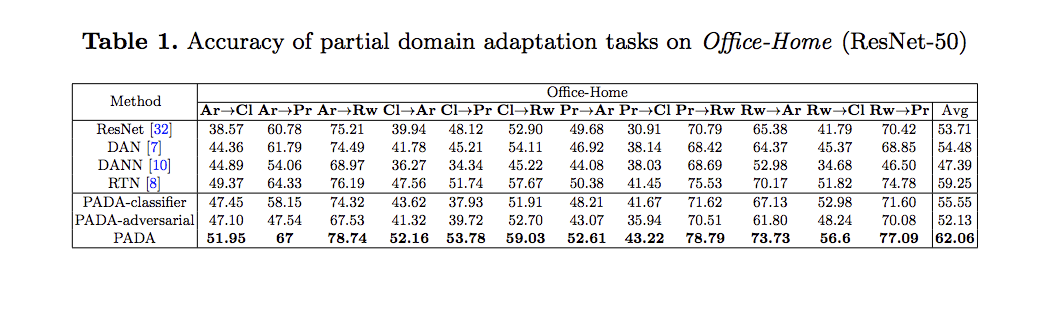 Table 1. Accuracy of partial domain adaptation tasks on Office-Home (ResNet-50)
Method Office-Home
Ar→Cl Ar→Pr Ar→Rw Cl→Ar Cl→Pr Cl→Rw Pr→Ar Pr→Cl Pr→Rw Rw→Ar Rw→Cl Rw→Pr Avg
ResNet [32] 38.57 60.78 75.21 39.94 48.12 52.90 49.68 30.91 70.79 65.38 41.79 70.42 53.71
DAN [7] 44.36 61.79 74.49 41.78 45.21 54.11 46.92 38.14 68.42 64.37 45.37 68.85 54.48
DANN [10] 44.89 54.06 68.97 36.27 34.34 45.22 44.08 38.03 68.69 52.98 34.68 46.50 47.39
RTN [8] 49.37 64.33 76.19 47.56 51.74 57.67 50.38 41.45 75.53 70.17 51.82 74.78 59.25
PADA-classifier 47.45 58.15 74.32 43.62 37.93 51.91 48.21 41.67 71.62 67.13 52.98 71.60 55.55
PADA-adversarial 47.10 47.54 67.53 41.32 39.72 52.70 43.07 35.94 70.51 61.80 48.24 70.08 52.13
PADA 51.95 67 78.74 52.16 53.78 59.03 52.61 43.22 78.79 73.73 56.6 77.09 62.06